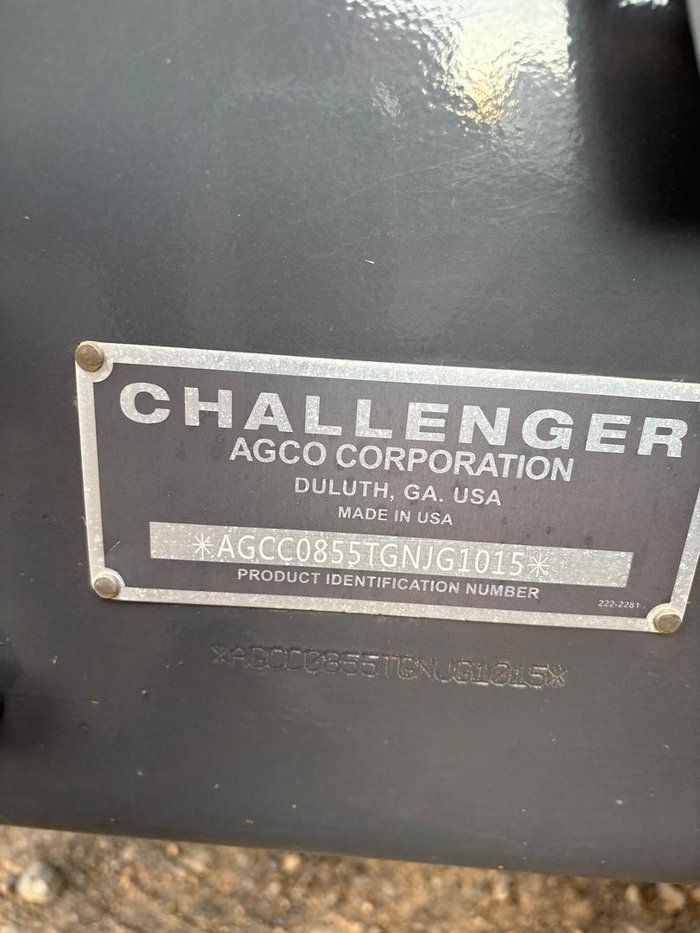 CHALLENGER
AGCO CORPORATION
DULUTH, GA. USA
MADE IN USA
*AGCC0855TGNJG1015*
PRODUCT IDENTIFICATION NUMBER
222-2281
*AGCC0855TGNJG1015*